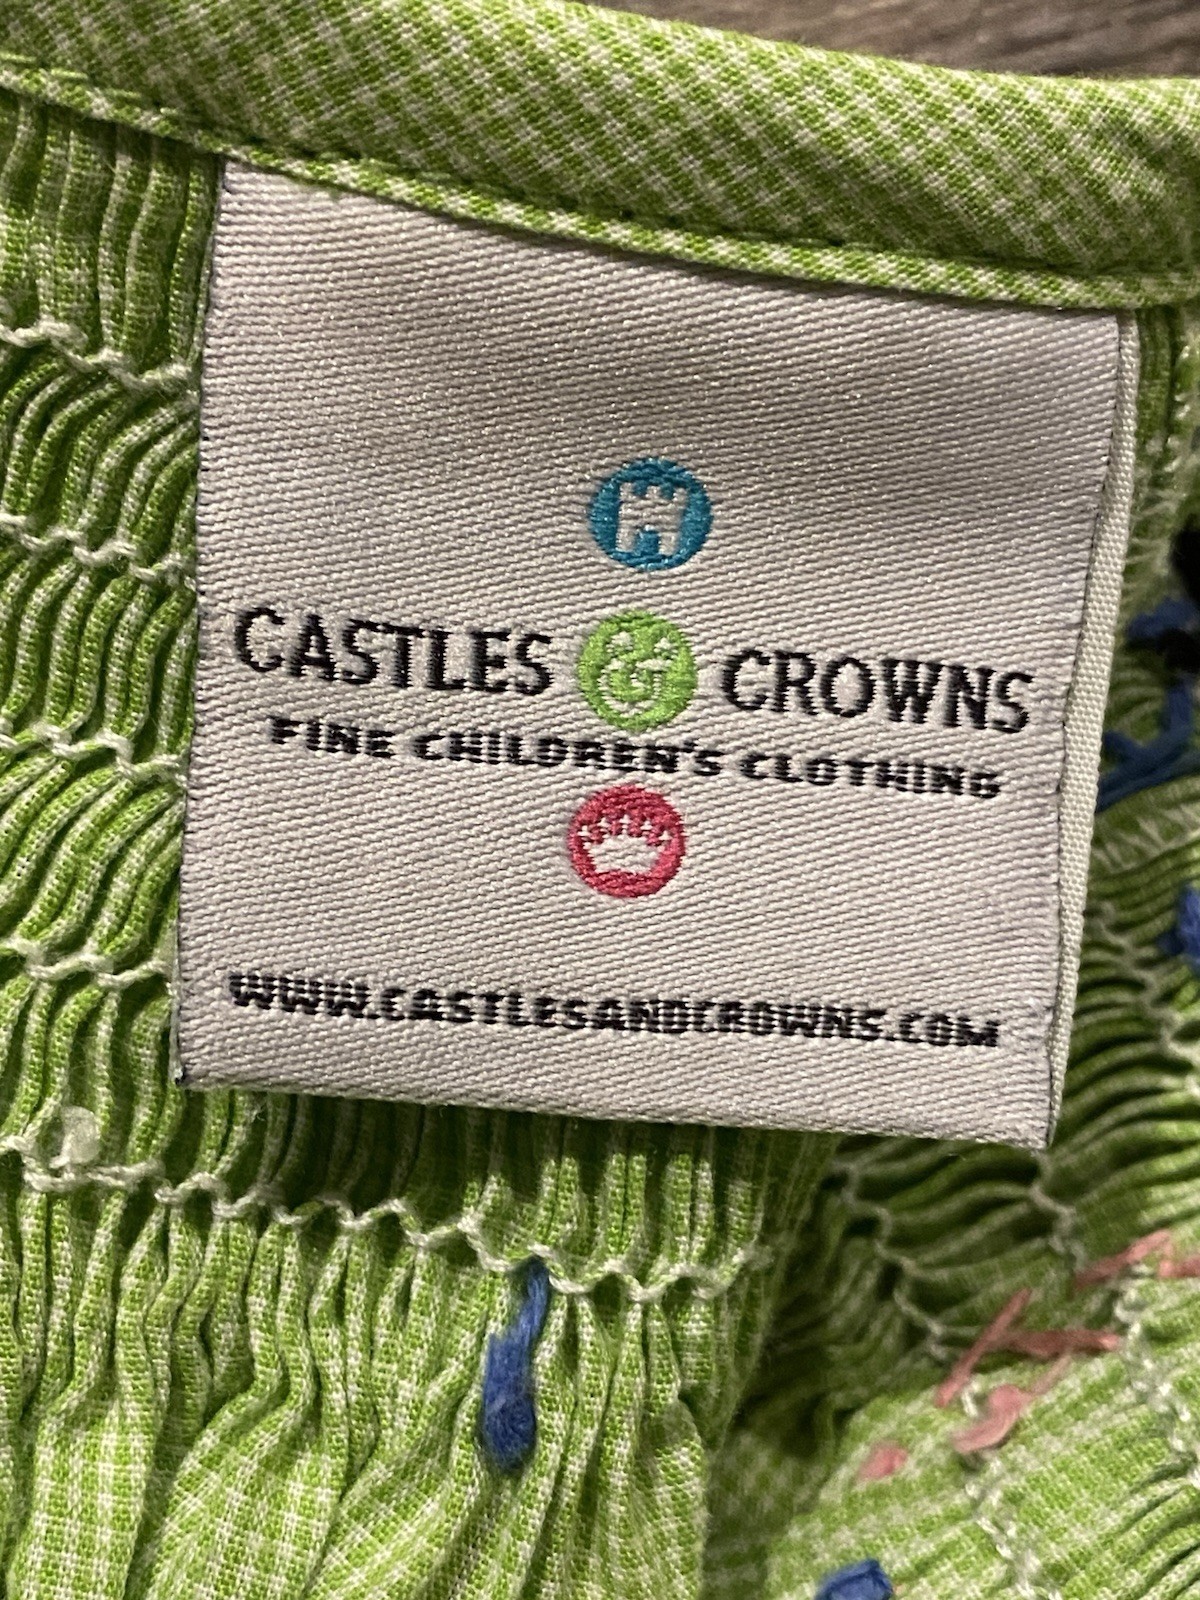 CASTLES & CROWNS
FINE CHILDREN'S CLOTHING
WWW.CASTLESANDCROWNS.COM